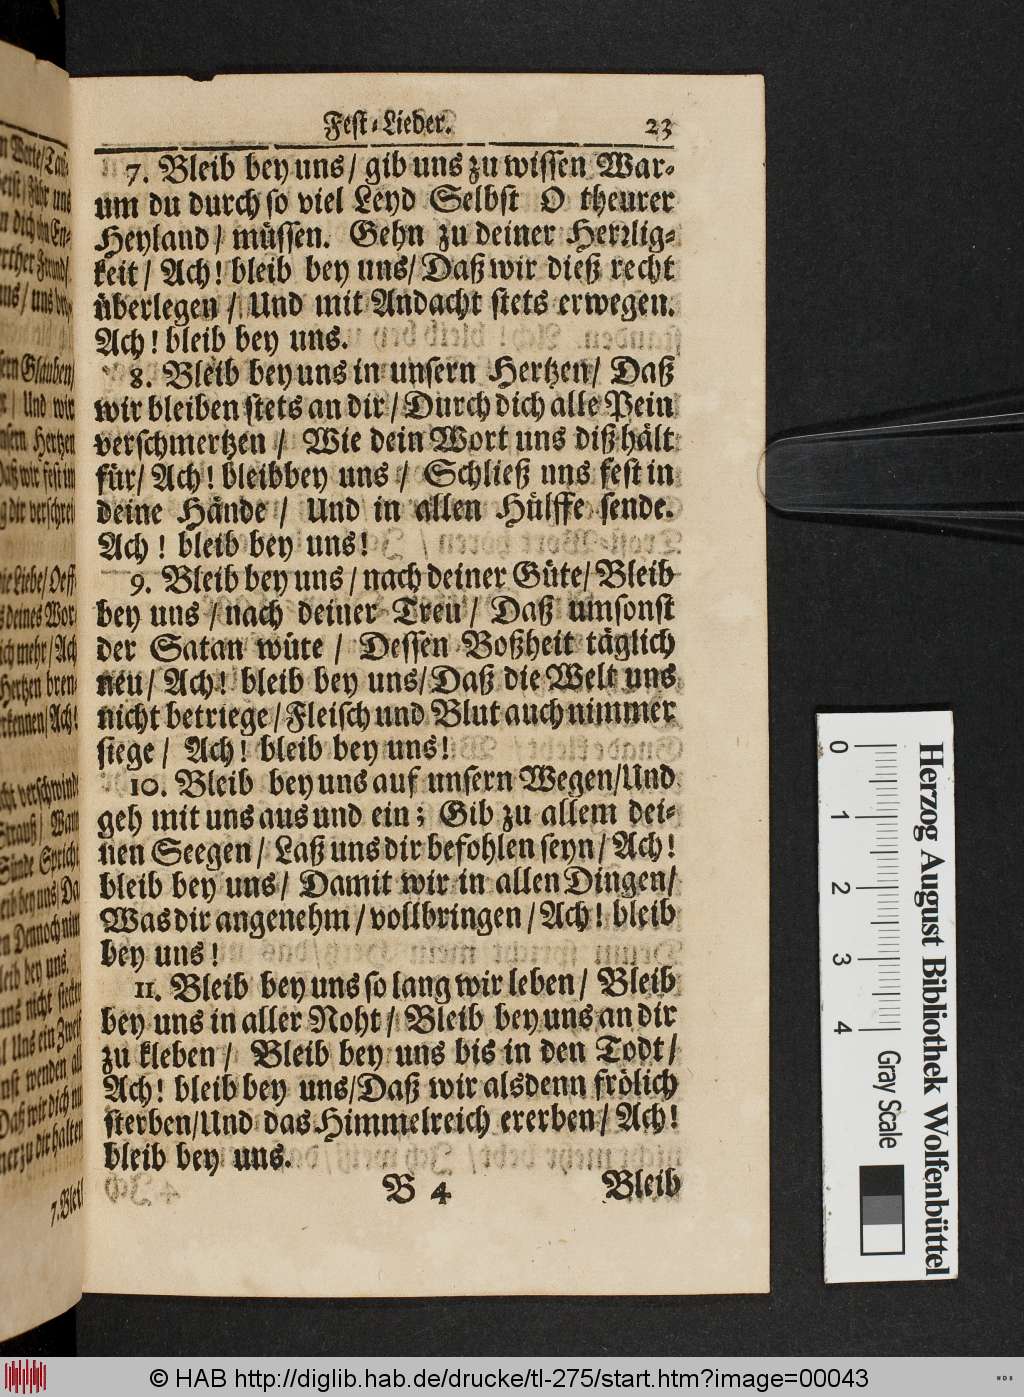 Fest-Lieder. 23
7. Bleib bey uns/ gib uns zu wissen War-
um du durch so viel Leyd Selbst O theurer
Heyland/ müssen. Gehn zu deiner Herrlig-
keit/ Ach! bleib bey uns/ Daß wir dieß recht
überlegen/ Und mit Andacht stets erwegen.
Ach! bleib bey uns.
8. Bleib bey uns in unsern Hertzen/ Daß
wir bleiben stets an dir/ Durch dich alle Pein
verschmertzen/ Wie dein Wort uns diß hält
für/ Ach! bleibbey uns/ Schließ uns fest in
deine Hände/ Und in allen Hülffe sende.
Ach! bleib bey uns!
9. Bleib bey uns/ nach deiner Güte/ Bleib
bey uns/ nach deiner Treu/ Daß umsonst
der Satan wüte/ Dessen Boßheit täglich
neu/ Ach! bleib bey uns/ Daß die Welt uns
nicht betriege/ Fleisch und Blut auch nimmer
siege/ Ach! bleib bey uns!
10. Bleib bey uns auf unsern Wegen/ Und
geh mit uns aus und ein; Gib zu allem dei-
nen Seegen/ Laß uns dir befohlen seyn/ Ach!
bleib bey uns/ Damit wir in allen Dingen/
Was dir angenehm/ vollbringen/ Ach! bleib
bey uns!
11. Bleib bey uns so lang wir leben/ Bleib
bey uns in aller Noht/ Bleib bey uns an dir
zu kleben/ Bleib bey uns bis in den Todt/
Ach! bleib bey uns/ Daß wir alsdenn frölich
sterben/ Und das Himmelreich ererben/ Ach!
bleib bey uns.
B 4 Bleib
Herzog August Bibliothek Wolfenbüttel
0 1 2 3 4 Gray Scale
© HAB http://diglib.hab.de/drucke/tl-275/start.htm?image=00043